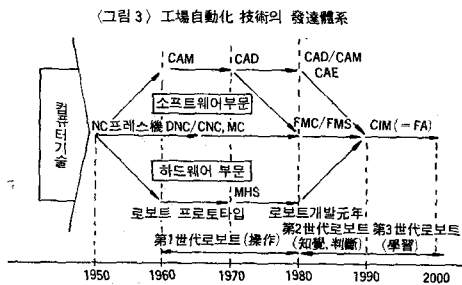 〈그림 3〉 工場自動化 技術의 發達體系
CAM CAD CAD/CAM
CAE
컴퓨터기술
소프트웨어부문
NC프레스機 DNC/CNC, MC FMC/FMS CIM(=FA)
하드웨어 부문
MHS
로보트 프로토타입 로보트개발元年
第1世代로보트(操作) 第2世代로보트 第3世代로보트
(知覺, 判斷) (學習)
1950 1960 1970 1980 1990 2000